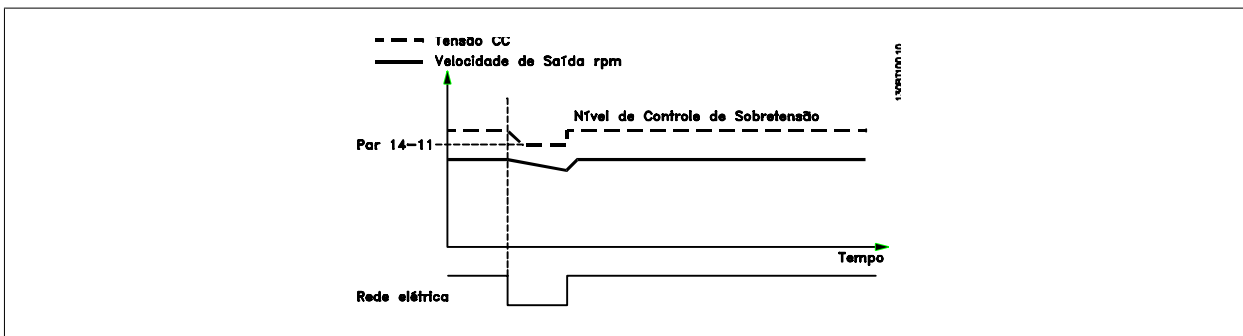 Tensão CC
Velocidade de Saída rpm
Nível de Controle de Sobretensão
Par 14-11
Tempo
Rede elétrica